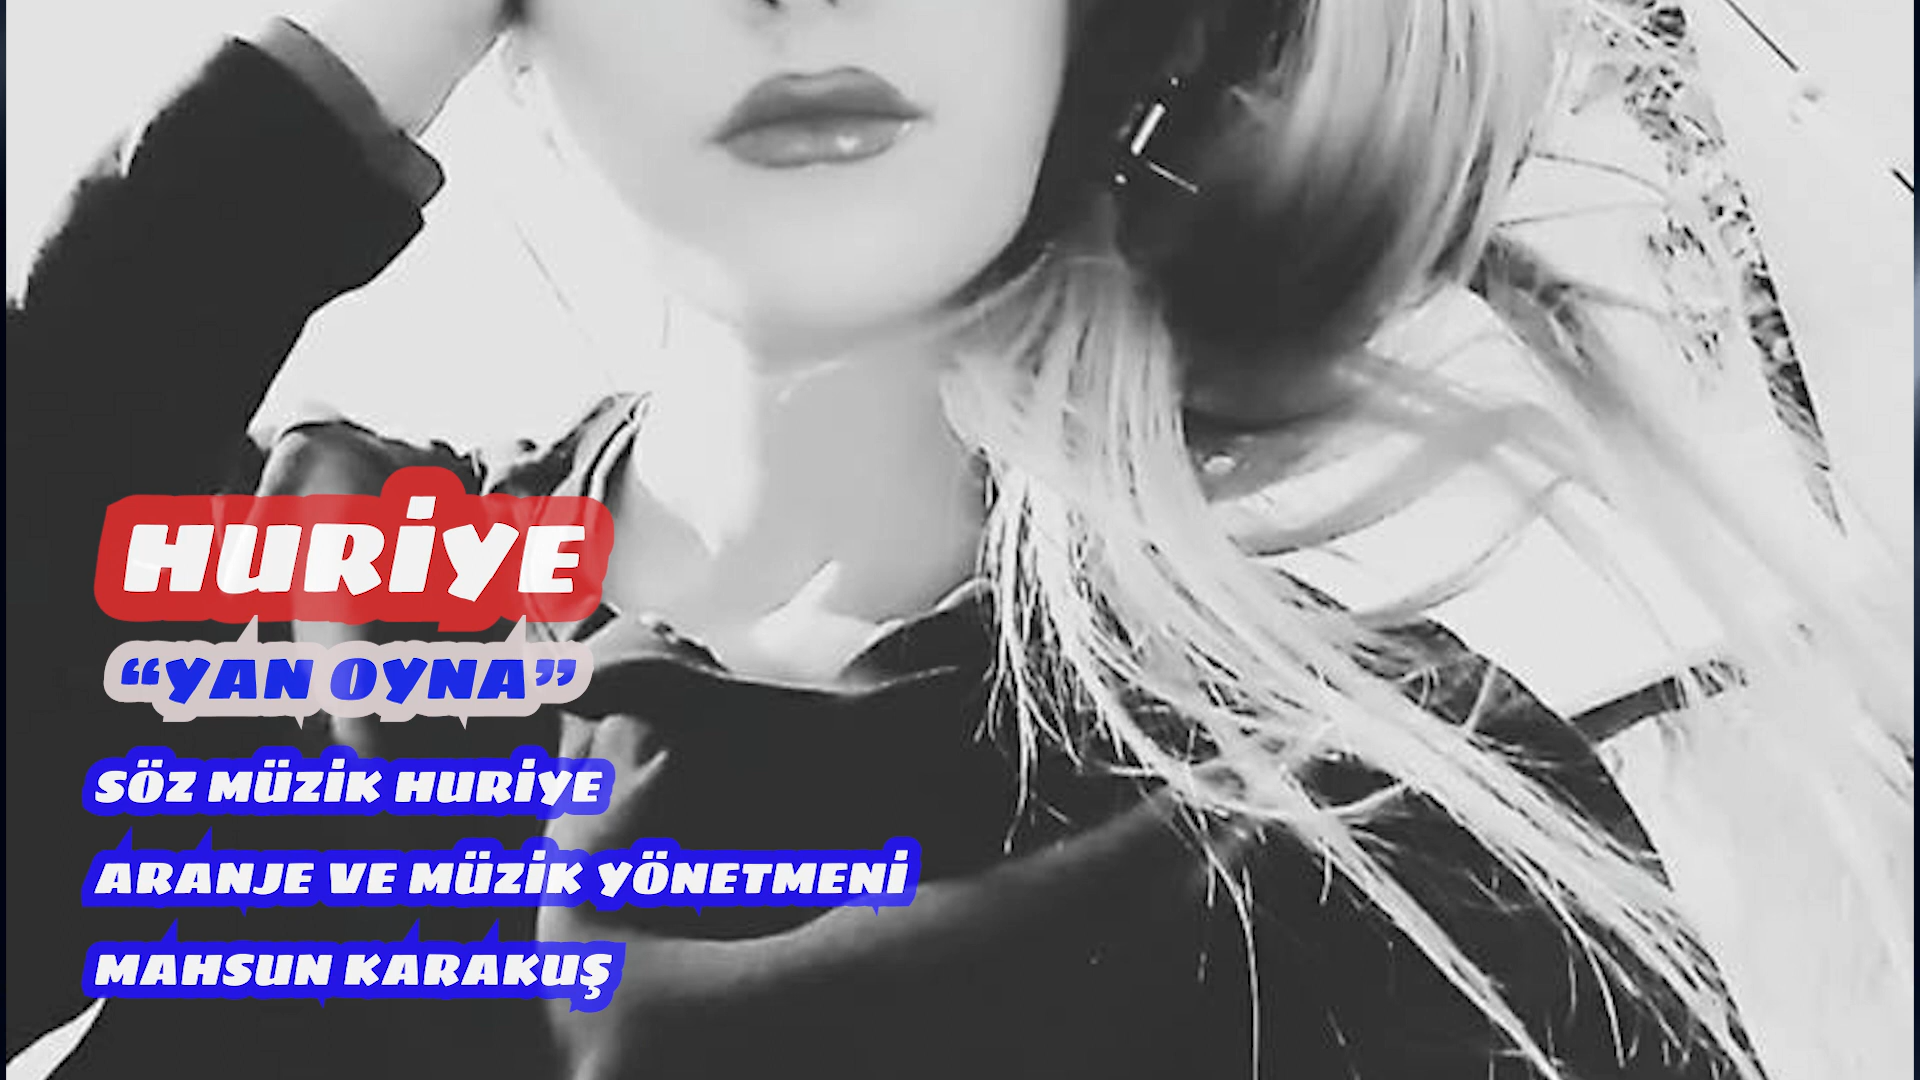 HURİYE
“YAN OYNA”
SÖZ MÜZİK HURİYE
ARANJE VE MÜZİK YÖNETMENİ
MAHSUN KARAKUŞ